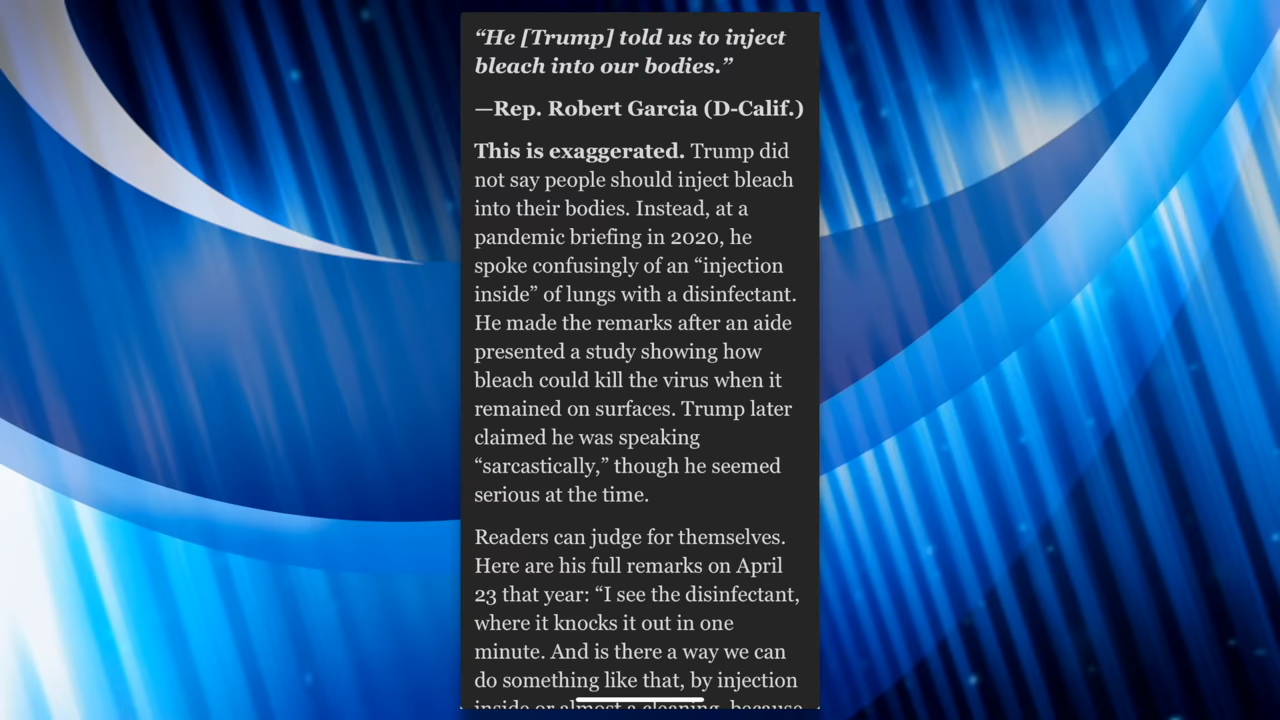 “He [Trump] told us to inject
bleach into our bodies.”
—Rep. Robert Garcia (D-Calif.)
This is exaggerated. Trump did
not say people should inject bleach
into their bodies. Instead, at a
pandemic briefing in 2020, he
spoke confusingly of an “injection
inside” of lungs with a disinfectant.
He made the remarks after an aide
presented a study showing how
bleach could kill the virus when it
remained on surfaces. Trump later
claimed he was speaking
“sarcastically,” though he seemed
serious at the time.
Readers can judge for themselves.
Here are his full remarks on April
23 that year: “I see the disinfectant,
where it knocks it out in one
minute. And is there a way we can
do something like that, by injection
inside or almost a cleaning, because